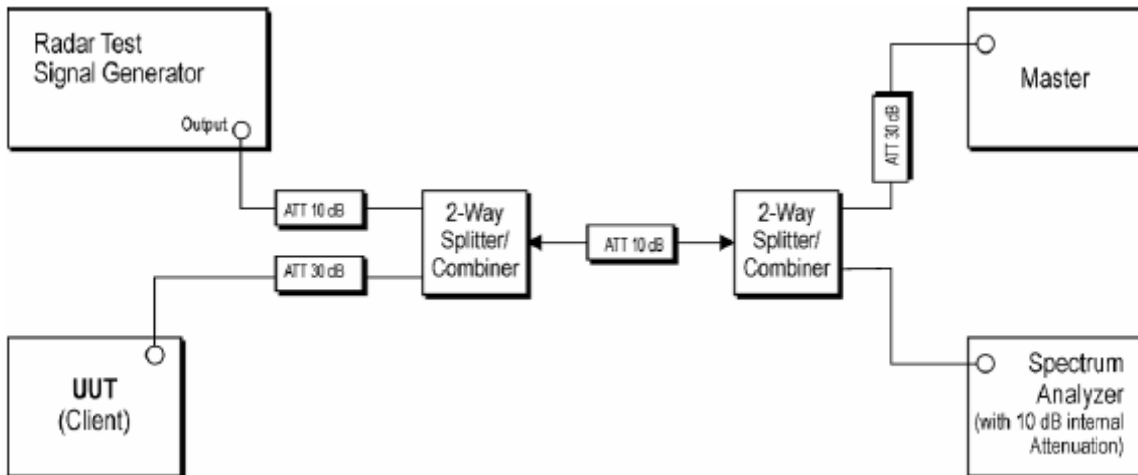 Radar Test
Signal Generator
Output
ATT 10 dB
ATT 30 dB
UUT
(Client)
2-Way
Splitter/
Combiner
ATT 10 dB
2-Way
Splitter/
Combiner
ATT 30 dB
Master
Spectrum
Analyzer
(with 10 dB internal
Attenuation)